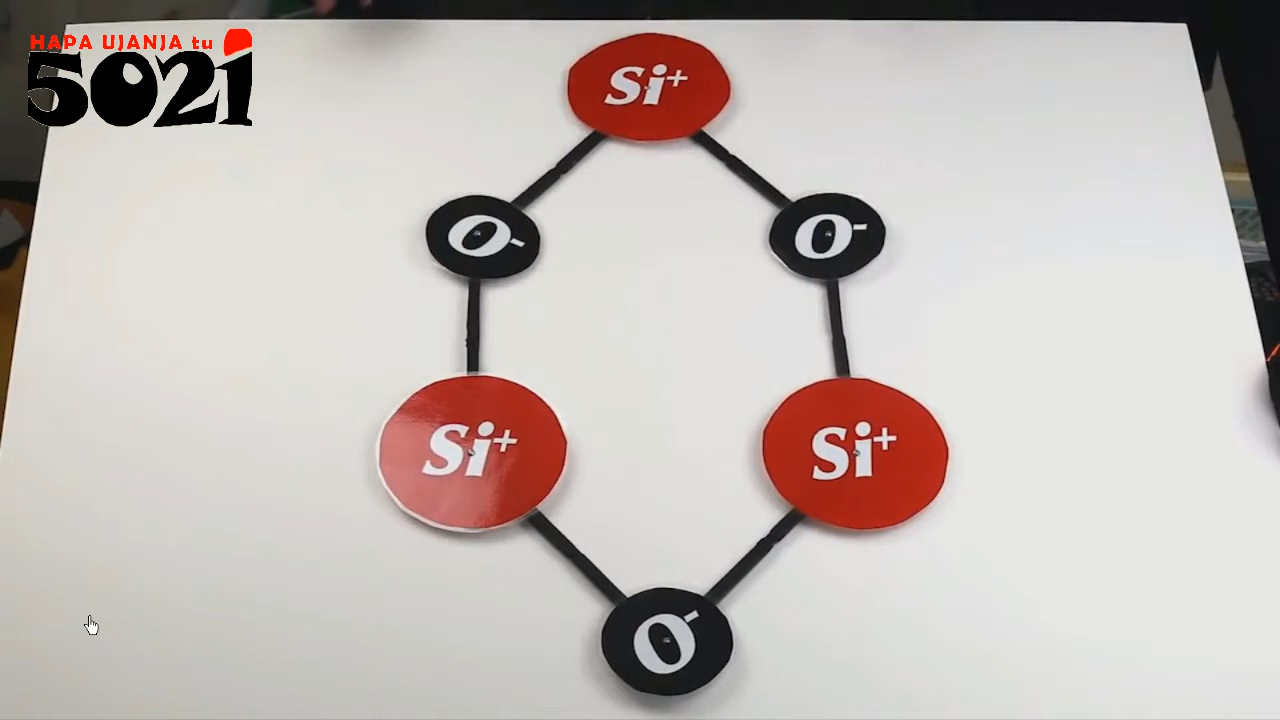 HAPA UJANJA tu
5021
Si+
O-
O-
Si+
Si+
O-